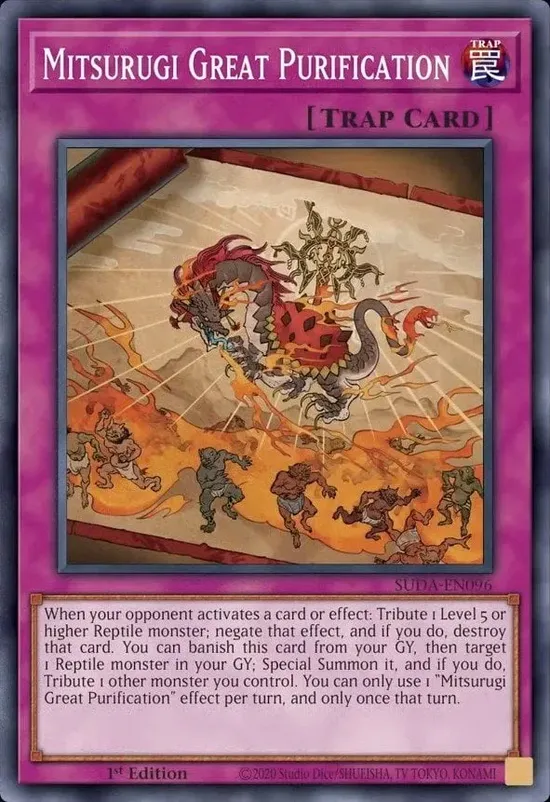 MITSURUGI GREAT PURIFICATION
TRAP
罠
[TRAP CARD]
SUDA-EN096
When your opponent activates a card or effect: Tribute 1 Level 5 or
higher Reptile monster; negate that effect, and if you do, destroy
that card. You can banish this card from your GY, then target
1 Reptile monster in your GY; Special Summon it, and if you do,
Tribute 1 other monster you control. You can only use 1 "Mitsurugi
Great Purification" effect per turn, and only once that turn.
1st Edition
©2020 Studio Dice/SHUEISHA, TV TOKYO, KONAMI